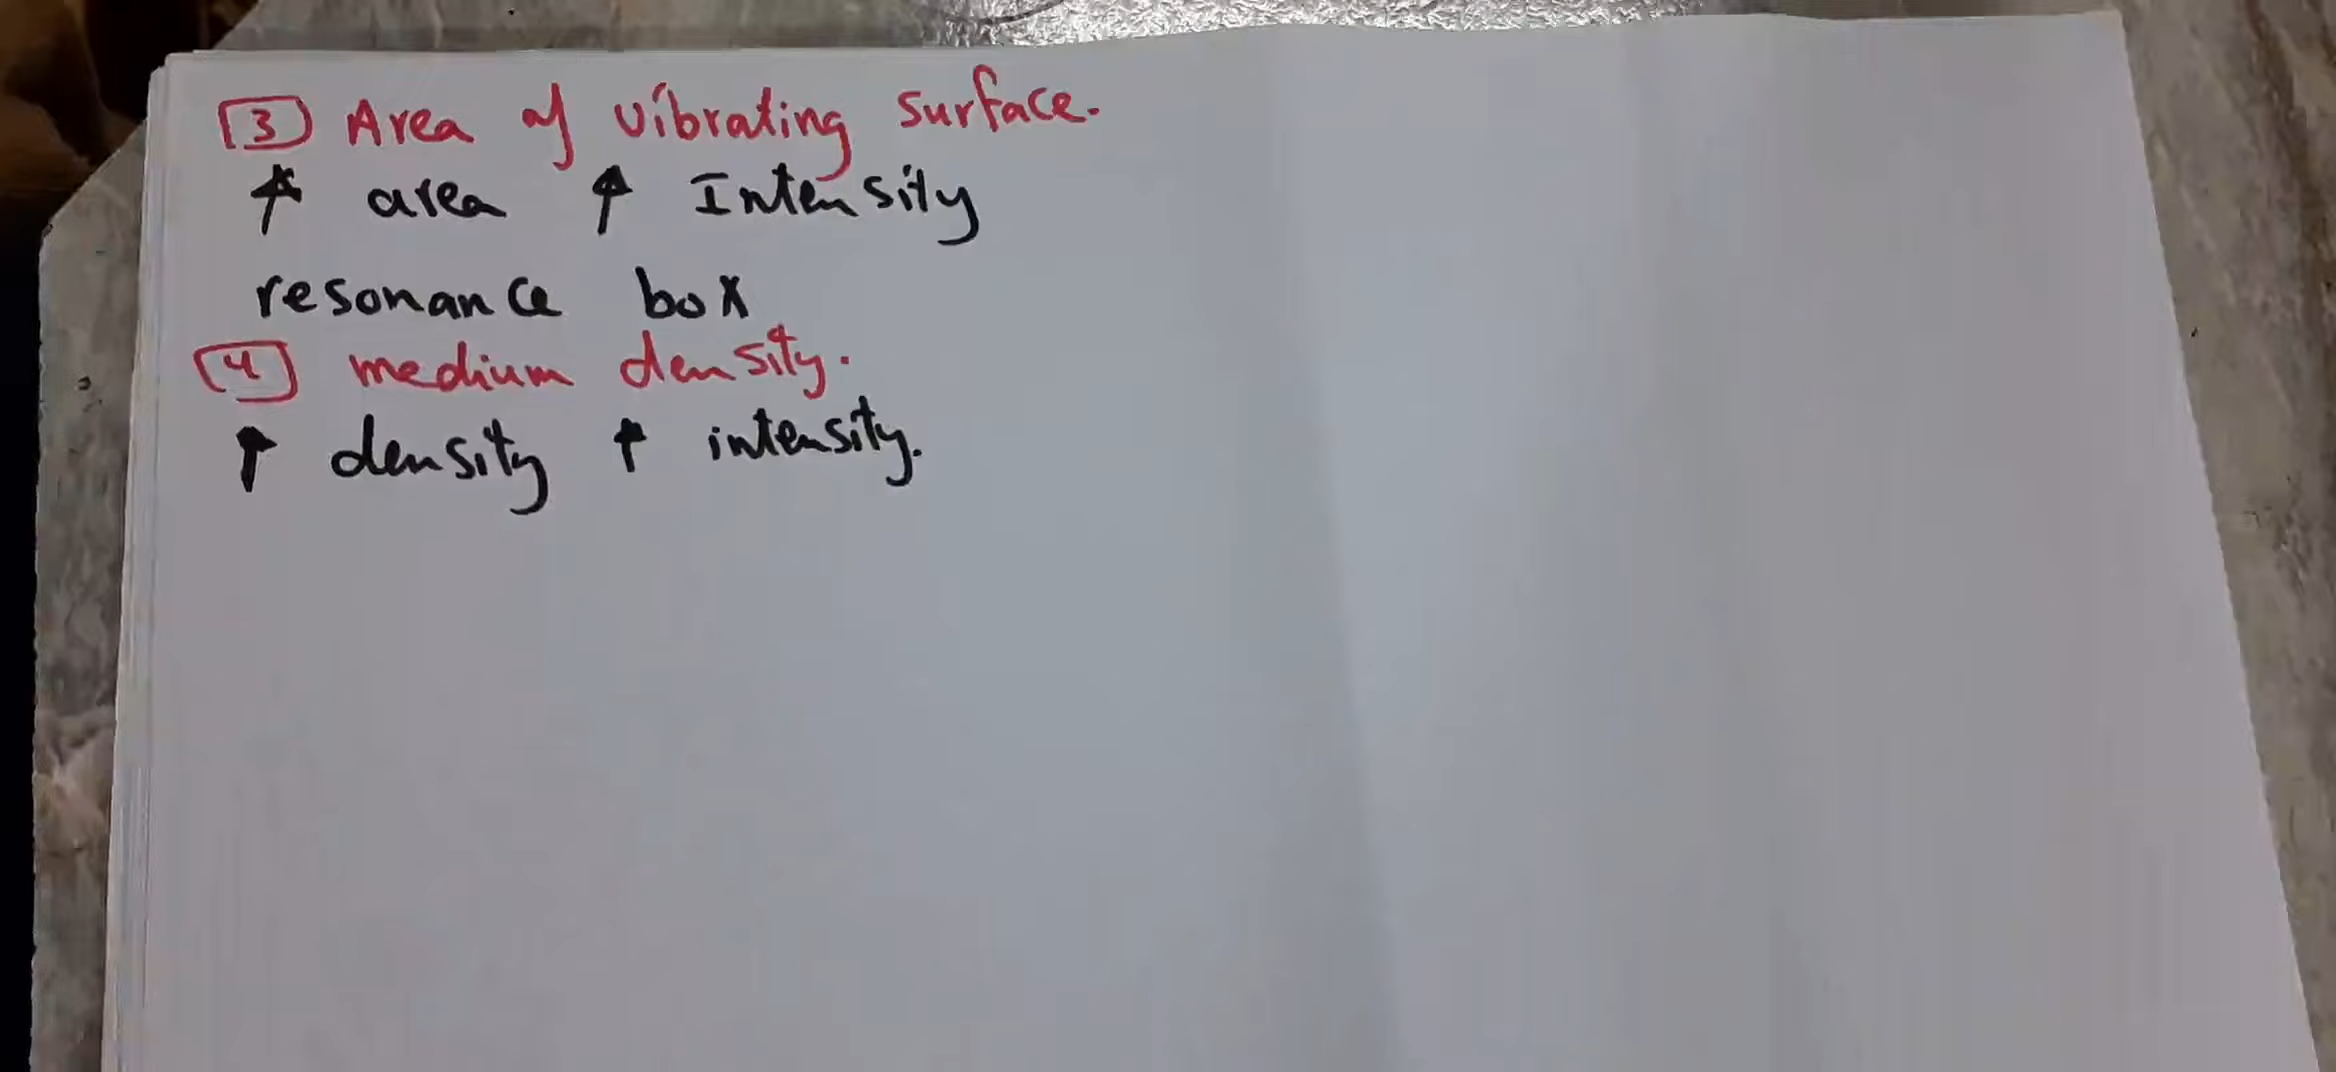 [3] Area of vibrating surface.
↑ area ↑ Intensity
resonance box
[4] medium density.
↑ density ↑ intensity.